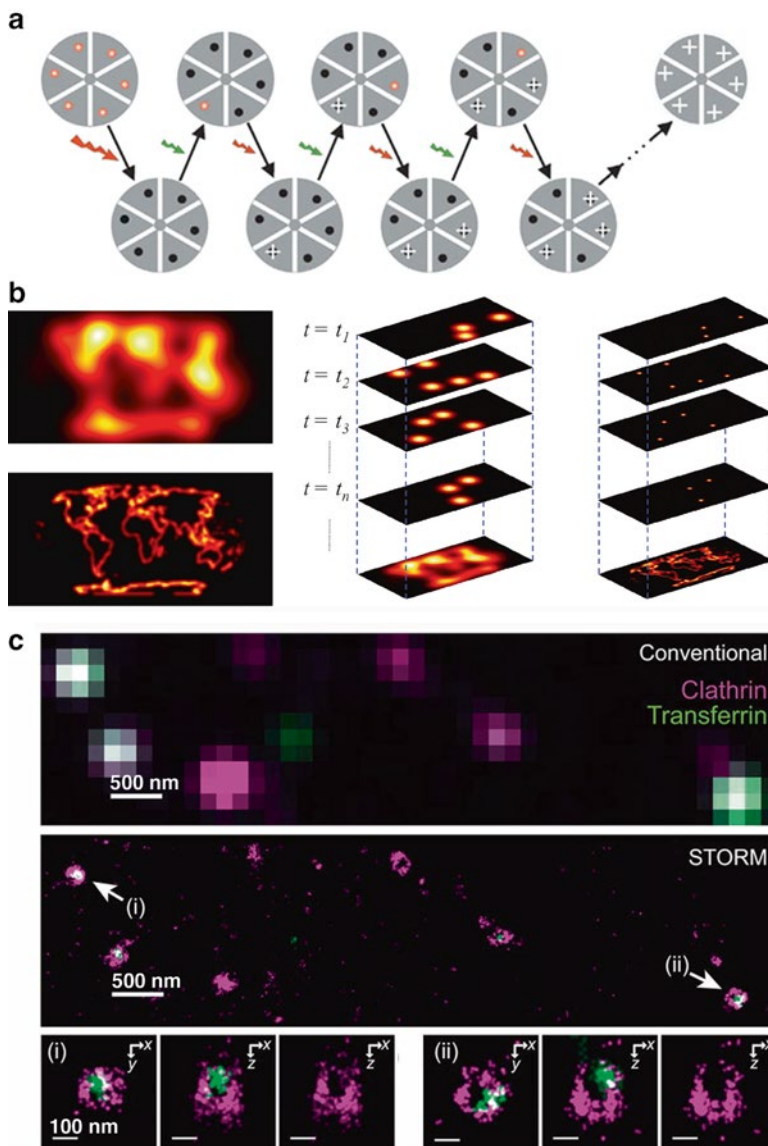 a
b
t = t1
t = t2
t = t3
t = tn
c
Conventional
Clathrin
Transferrin
500 nm
STORM
(i)
500 nm
(ii)
(i)
x
y
x
z
x
z
(ii)
x
y
x
z
x
z
100 nm